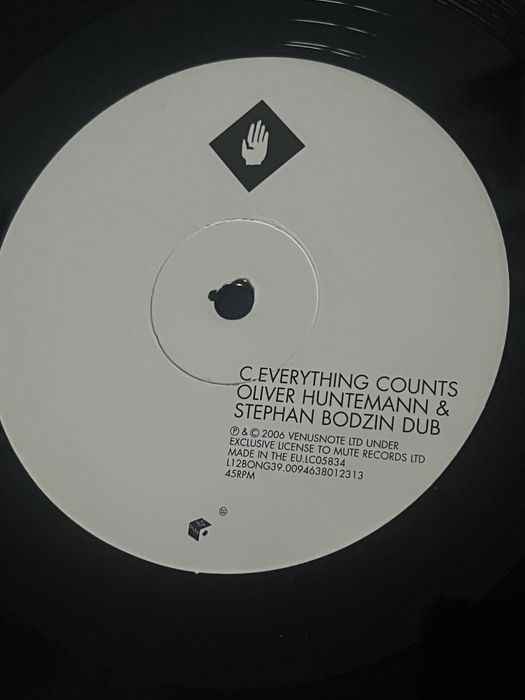 C.EVERYTHING COUNTS
OLIVER HUNTEMANN &
STEPHAN BODZIN DUB
℗ & © 2006 VENUSNOTE LTD UNDER
EXCLUSIVE LICENSE TO MUTE RECORDS LTD
MADE IN THE EU.LC05834
L12BONG39.0094638012313
45RPM